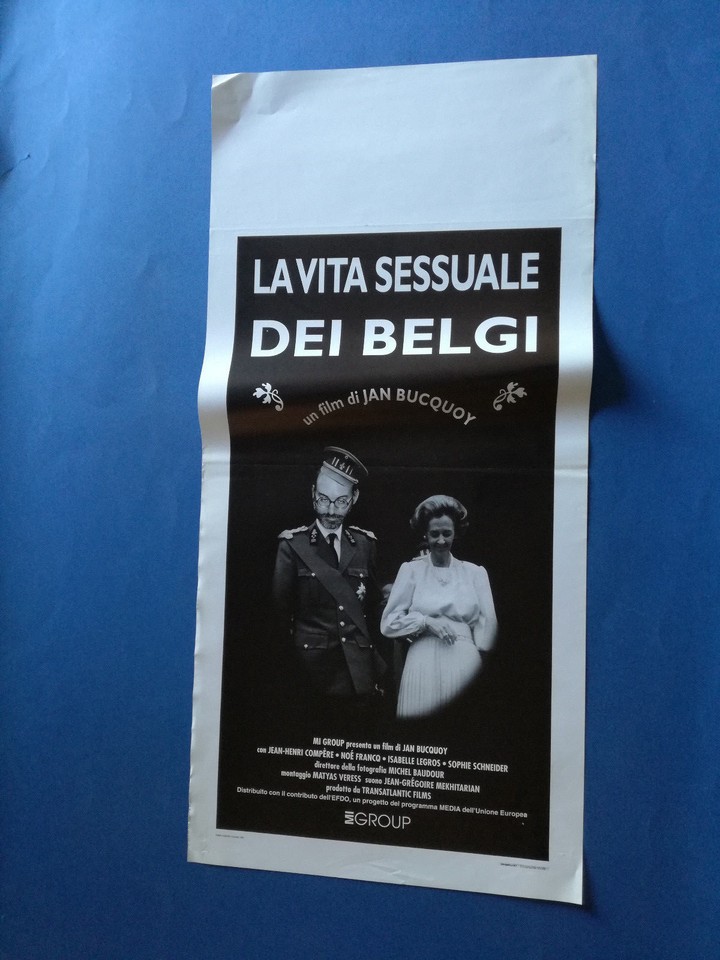 LA VITA SESSUALE
DEI BELGI
un film di JAN BUCQUOY
MI GROUP presenta un film di JAN BUCQUOY
con JEAN-HENRI COMPÈRE • NOÉ FRANCQ • ISABELLE LEGROS • SOPHIE SCHNEIDER
direttore della fotografia MICHEL BAUDOUR
montaggio MATYAS VERESS suono JEAN-GRÉGOIRE MEKHITARIAN
prodotto da TRANSATLANTIC FILMS
Distribuito con il contributo dell'EFDO, un progetto del programma MEDIA dell'Unione Europea
MI GROUP